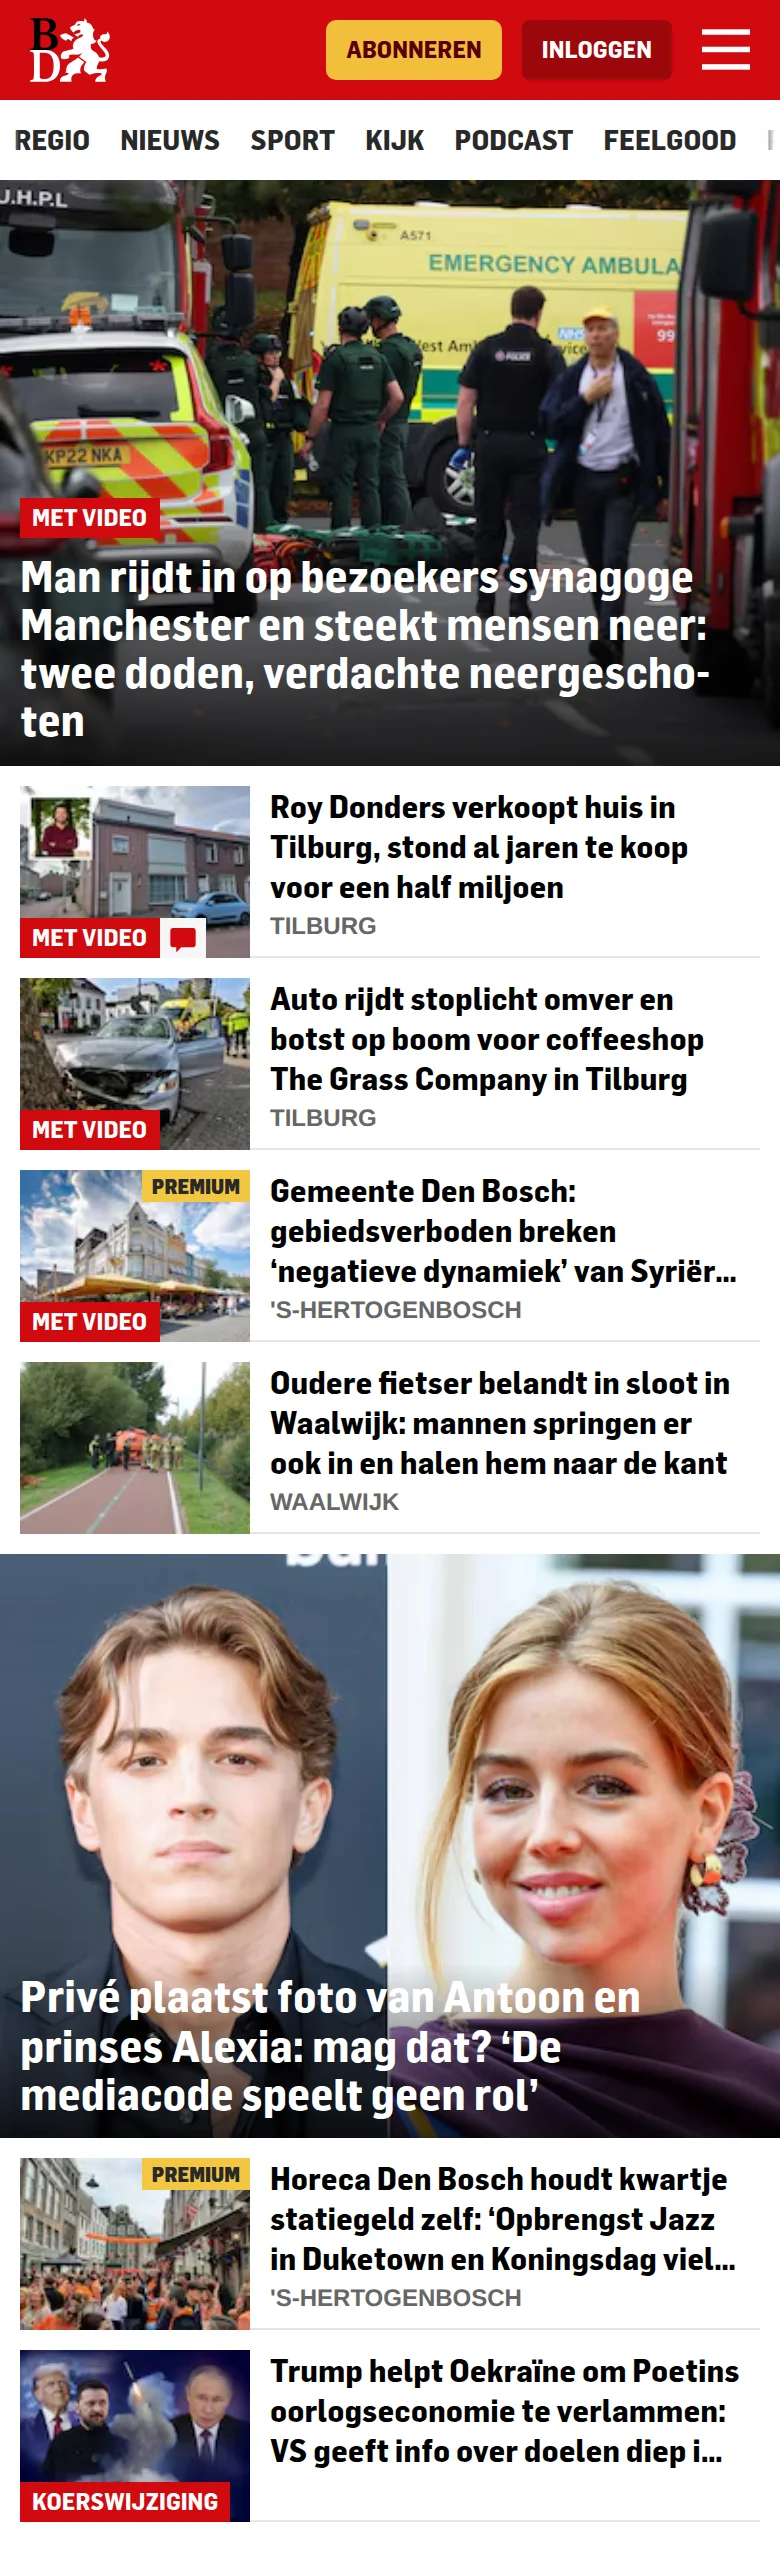 B
D
ABONNEREN
INLOGGEN
REGIO NIEUWS SPORT KIJK PODCAST FEELGOOD
U.H.P.L
A571
EMERGENCY AMBULA
NHS
POLICE
99
KP22 NKA
MET VIDEO
Man rijdt in op bezoekers synagoge
Manchester en steekt mensen neer:
twee doden, verdachte neergescho-
ten
Roy Donders verkoopt huis in
Tilburg, stond al jaren te koop
voor een half miljoen
TILBURG
MET VIDEO
Auto rijdt stoplicht omver en
botst op boom voor coffeeshop
The Grass Company in Tilburg
TILBURG
MET VIDEO
PREMIUM
Gemeente Den Bosch:
gebiedsverboden breken
‘negatieve dynamiek’ van Syriër...
'S-HERTOGENBOSCH
MET VIDEO
Oudere fietser belandt in sloot in
Waalwijk: mannen springen er
ook in en halen hem naar de kant
WAALWIJK
Privé plaatst foto van Antoon en
prinses Alexia: mag dat? ‘De
mediacode speelt geen rol’
PREMIUM
Horeca Den Bosch houdt kwartje
statiegeld zelf: ‘Opbrengst Jazz
in Duketown en Koningsdag viel...
'S-HERTOGENBOSCH
Trump helpt Oekraïne om Poetins
oorlogseconomie te verlammen:
VS geeft info over doelen diep i...
KOERSWIJZIGING